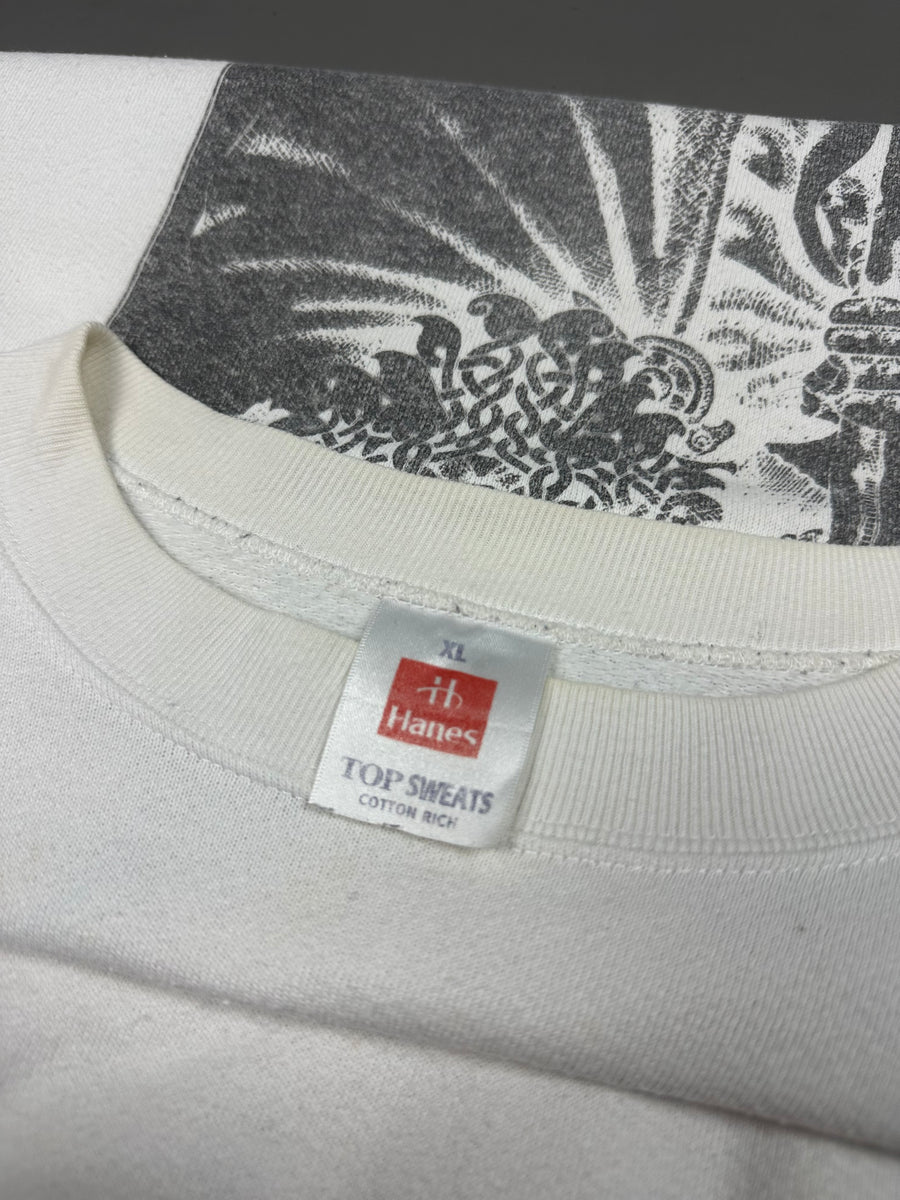 XL
Hanes
TOP SWEATS
COTTON RICH